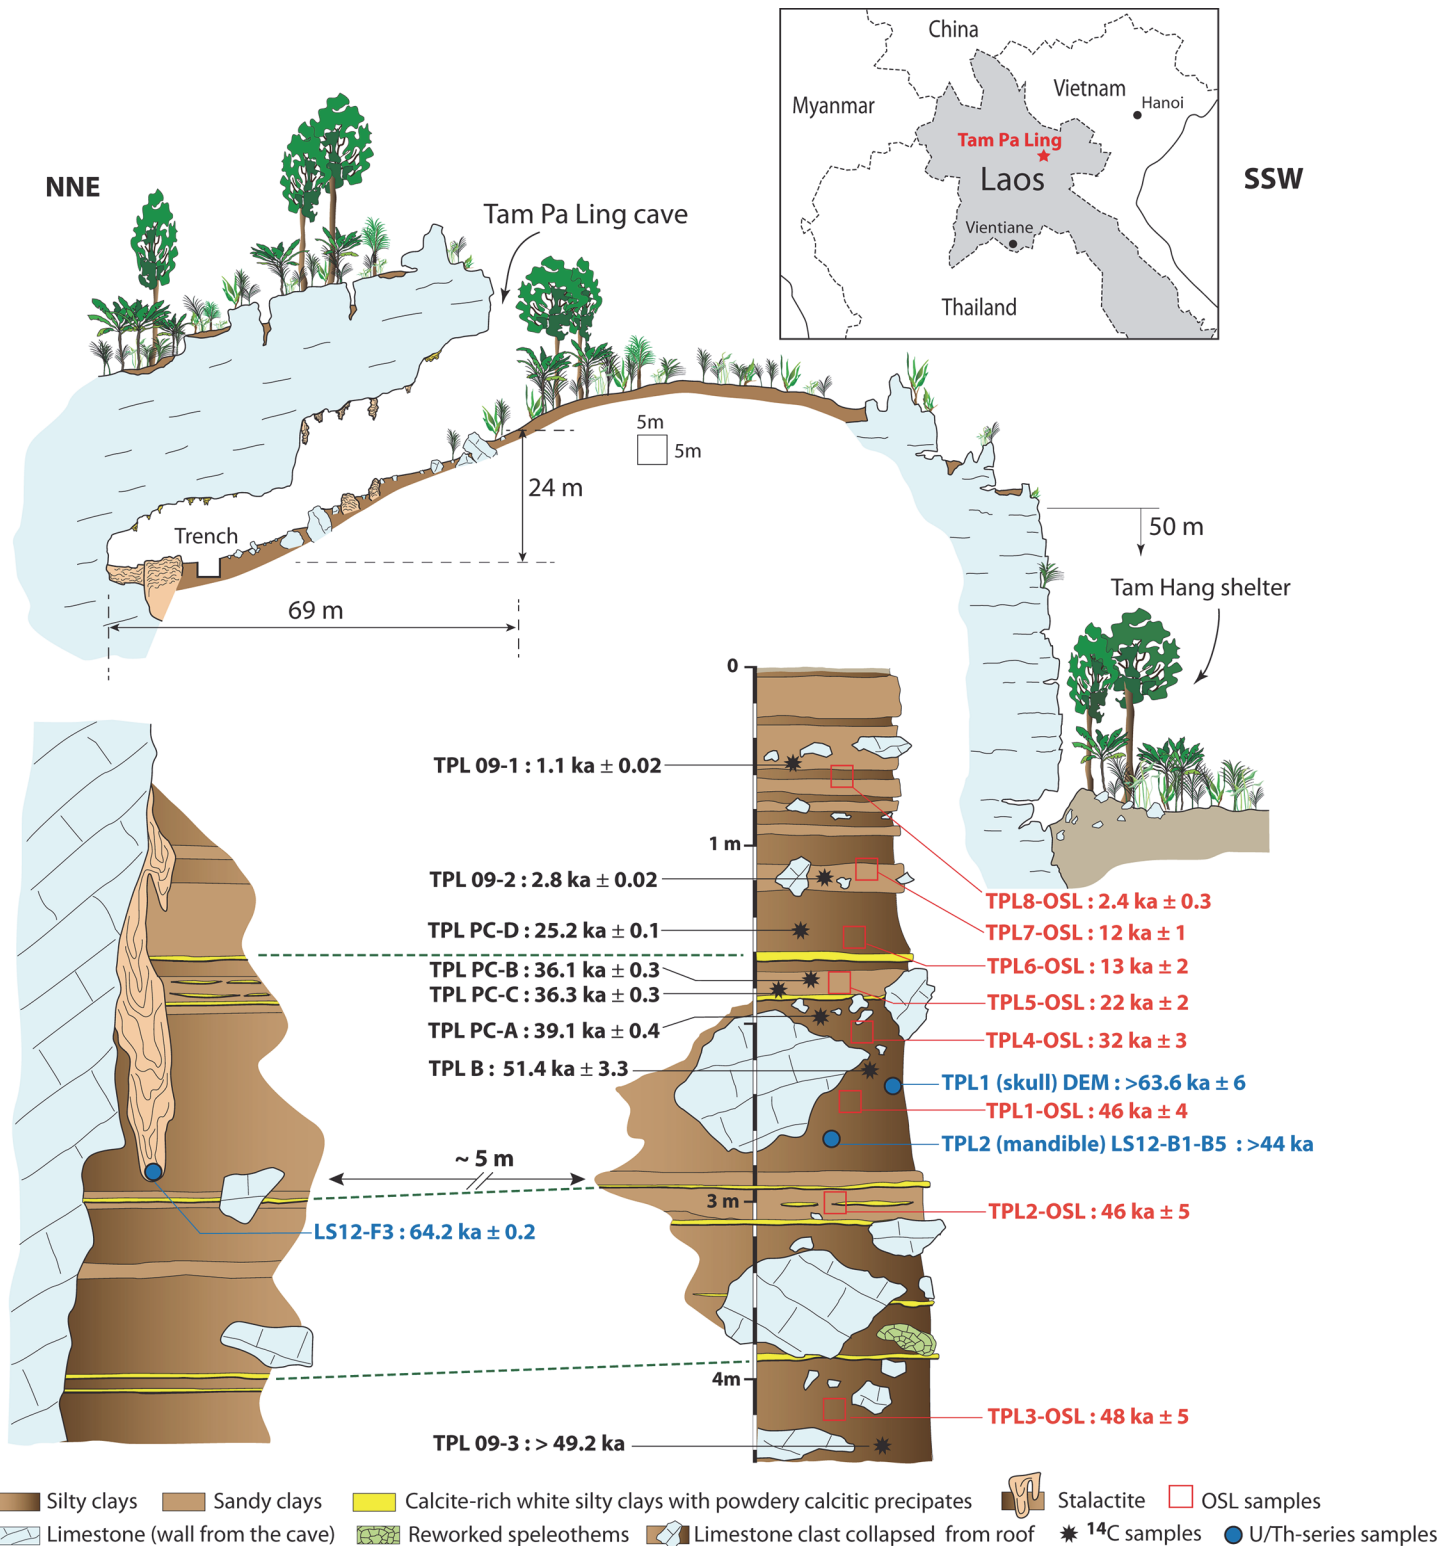 China
Myanmar
Vietnam
Hanoi
Tam Pa Ling
Laos
Vientiane
Thailand
NNE
SSW
Tam Pa Ling cave
5m
5m
24 m
Trench
69 m
50 m
Tam Hang shelter
0
1 m
3 m
4m
TPL 09-1 : 1.1 ka ± 0.02
TPL 09-2 : 2.8 ka ± 0.02
TPL PC-D : 25.2 ka ± 0.1
TPL PC-B : 36.1 ka ± 0.3
TPL PC-C : 36.3 ka ± 0.3
TPL PC-A : 39.1 ka ± 0.4
TPL B : 51.4 ka ± 3.3
~ 5 m
LS12-F3 : 64.2 ka ± 0.2
TPL 09-3 : > 49.2 ka
TPL8-OSL : 2.4 ka ± 0.3
TPL7-OSL : 12 ka ± 1
TPL6-OSL : 13 ka ± 2
TPL5-OSL : 22 ka ± 2
TPL4-OSL : 32 ka ± 3
TPL1 (skull) DEM : >63.6 ka ± 6
TPL1-OSL : 46 ka ± 4
TPL2 (mandible) LS12-B1-B5 : >44 ka
TPL2-OSL : 46 ka ± 5
TPL3-OSL : 48 ka ± 5
Silty clays
Sandy clays
Calcite-rich white silty clays with powdery calcitic precipates
Stalactite
OSL samples
Limestone (wall from the cave)
Reworked speleothems
Limestone clast collapsed from roof
¹⁴C samples
U/Th-series samples